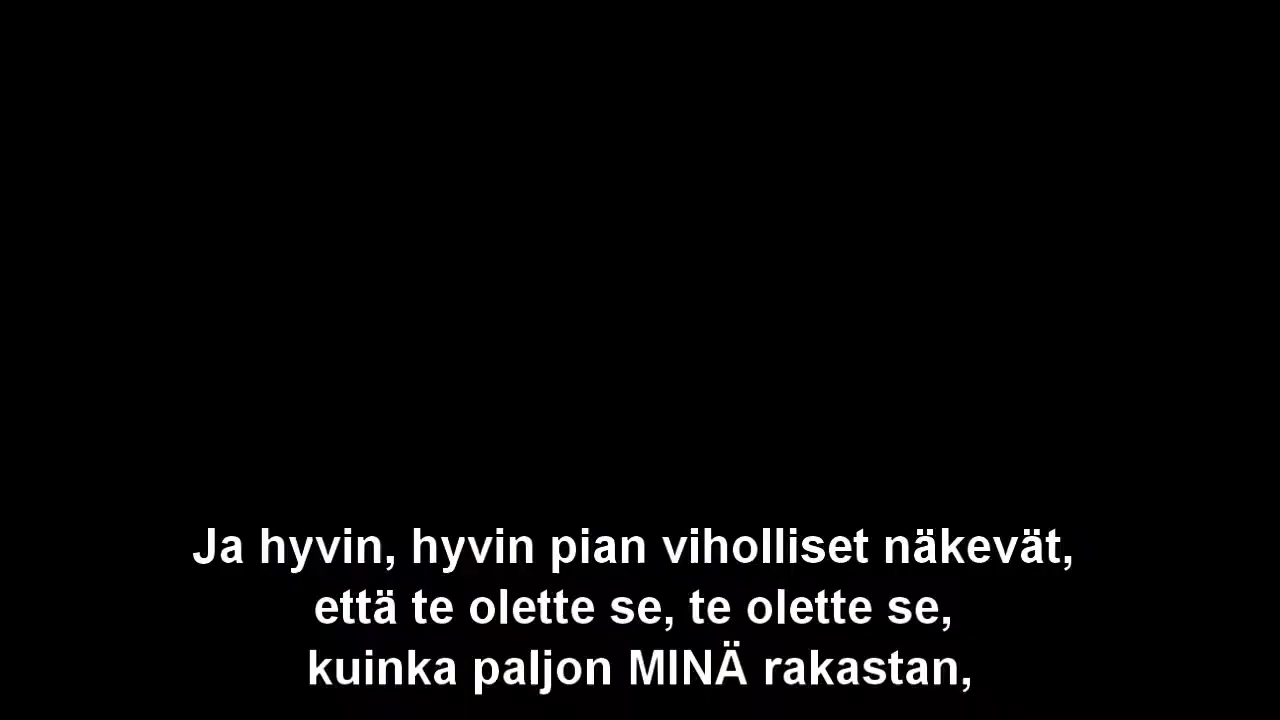 Ja hyvin, hyvin pian viholliset näkevät,
että te olette se, te olette se,
kuinka paljon MINÄ rakastan,